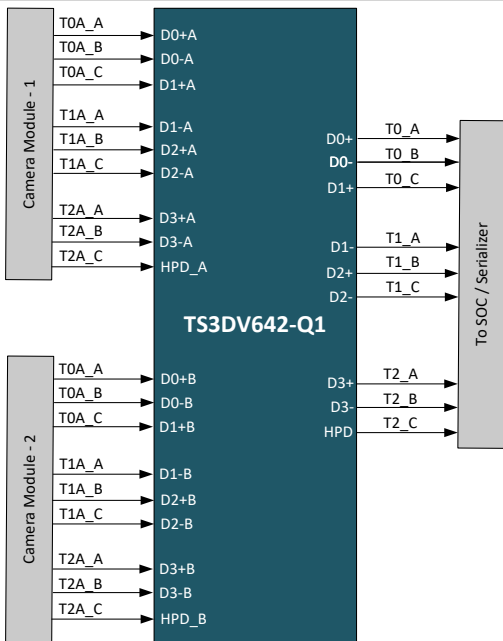 Camera Module - 1
T0A_A
T0A_B
T0A_C
T1A_A
T1A_B
T1A_C
T2A_A
T2A_B
T2A_C
D0+A
D0-A
D1+A
D1-A
D2+A
D2-A
D3+A
D3-A
HPD_A
Camera Module - 2
T0A_A
T0A_B
T0A_C
T1A_A
T1A_B
T1A_C
T2A_A
T2A_B
T2A_C
D0+B
D0-B
D1+B
D1-B
D2+B
D2-B
D3+B
D3-B
HPD_B
TS3DV642-Q1
D0+
D0-
D1+
D1-
D2+
D2-
D3+
D3-
HPD
T0_A
T0_B
T0_C
T1_A
T1_B
T1_C
T2_A
T2_B
T2_C
To SOC / Serializer